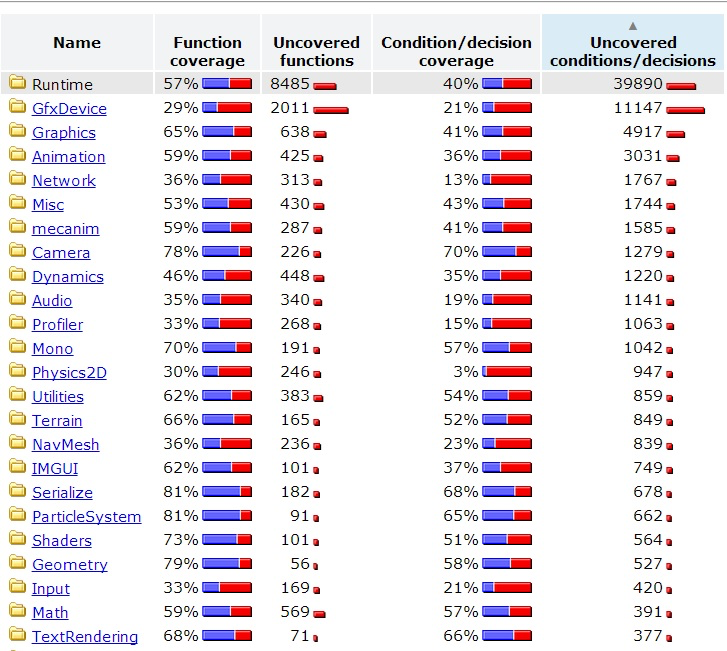 Name Function coverage Uncovered functions Condition/decision coverage Uncovered conditions/decisions
Runtime 57% 8485 40% 39890
GfxDevice 29% 2011 21% 11147
Graphics 65% 638 41% 4917
Animation 59% 425 36% 3031
Network 36% 313 13% 1767
Misc 53% 430 43% 1744
mecanim 59% 287 41% 1585
Camera 78% 226 70% 1279
Dynamics 46% 448 35% 1220
Audio 35% 340 19% 1141
Profiler 33% 268 15% 1063
Mono 70% 191 57% 1042
Physics2D 30% 246 3% 947
Utilities 62% 383 54% 859
Terrain 66% 165 52% 849
NavMesh 36% 236 23% 839
IMGUI 62% 101 37% 749
Serialize 81% 182 68% 678
ParticleSystem 81% 91 65% 662
Shaders 73% 101 51% 564
Geometry 79% 56 58% 527
Input 33% 169 21% 420
Math 59% 569 57% 391
TextRendering 68% 71 66% 377